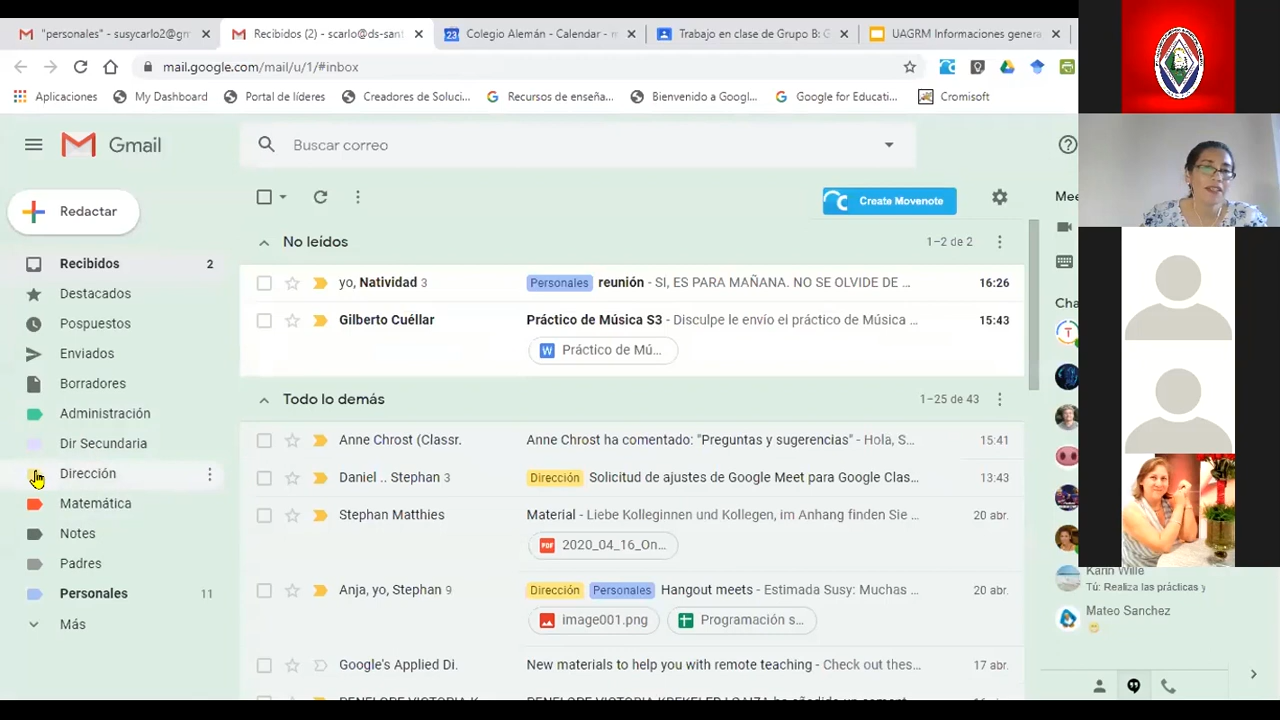 "personales" - susycarlo2@gm
Recibidos (2) - scarlo@ds-sant
23 Colegio Alemán - Calendar - m
Trabajo en clase de Grupo B: G
UAGRM Informaciones genera
mail.google.com/mail/u/1/#inbox
Aplicaciones
My Dashboard
Portal de líderes
Creadores de Soluci...
Recursos de enseña...
Bienvenido a Googl...
Google for Educati...
Cromisoft
Gmail
Buscar correo
Redactar
Create Movenote
Mee
Recibidos 2
Destacados
Pospuestos
Enviados
Borradores
Administración
Dir Secundaria
Dirección
Matemática
Notes
Padres
Personales 11
Más
No leídos 1–2 de 2
yo, Natividad 3 Personales reunión - SI, ES PARA MAÑANA. NO SE OLVIDE DE ... 16:26
Gilberto Cuéllar Práctico de Música S3 - Disculpe le envío el práctico de Música ... 15:43
W Práctico de Mú...
Todo lo demás 1–25 de 43
Anne Chrost (Classr. Anne Chrost ha comentado: "Preguntas y sugerencias" - Hola, S... 15:41
Daniel .. Stephan 3 Dirección Solicitud de ajustes de Google Meet para Google Clas... 13:43
Stephan Matthies Material - Liebe Kolleginnen und Kollegen, im Anhang finden Sie ... 20 abr.
PDF 2020_04_16_On...
Anja, yo, Stephan 9 Dirección Personales Hangout meets - Estimada Susy: Muchas ... 20 abr.
image001.png Programación s...
Google's Applied Di. New materials to help you with remote teaching - Check out thes... 17 abr.
Cha
T
Karin Wille
Tú: Realiza las prácticas y
Mateo Sanchez